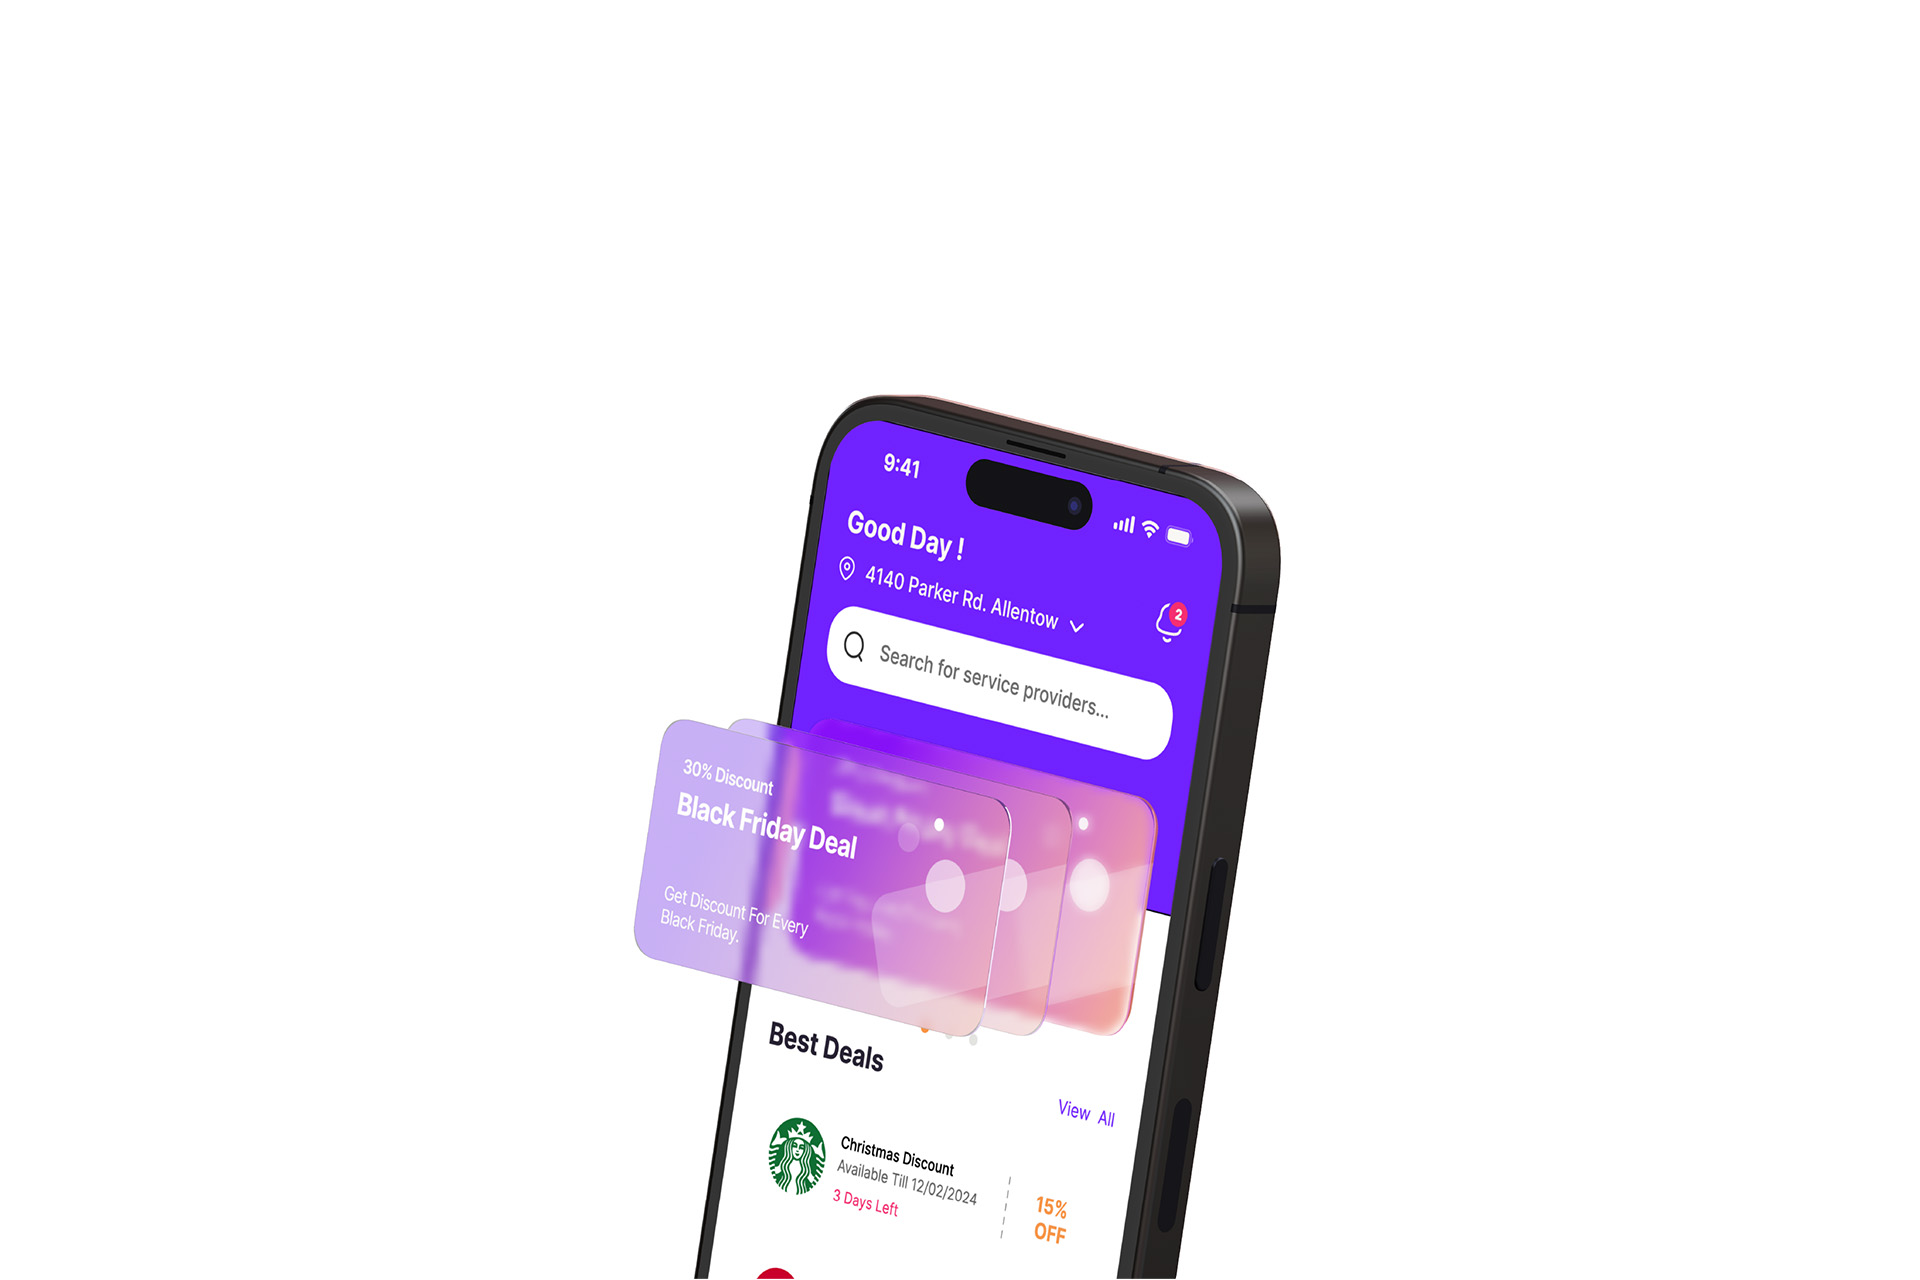 9:41
Good Day !
4140 Parker Rd. Allentow
2
Search for service providers...
30% Discount
Black Friday Deal
Get Discount For Every
Black Friday.
Best Deals
View All
Christmas Discount
Available Till 12/02/2024
3 Days Left
15%
OFF